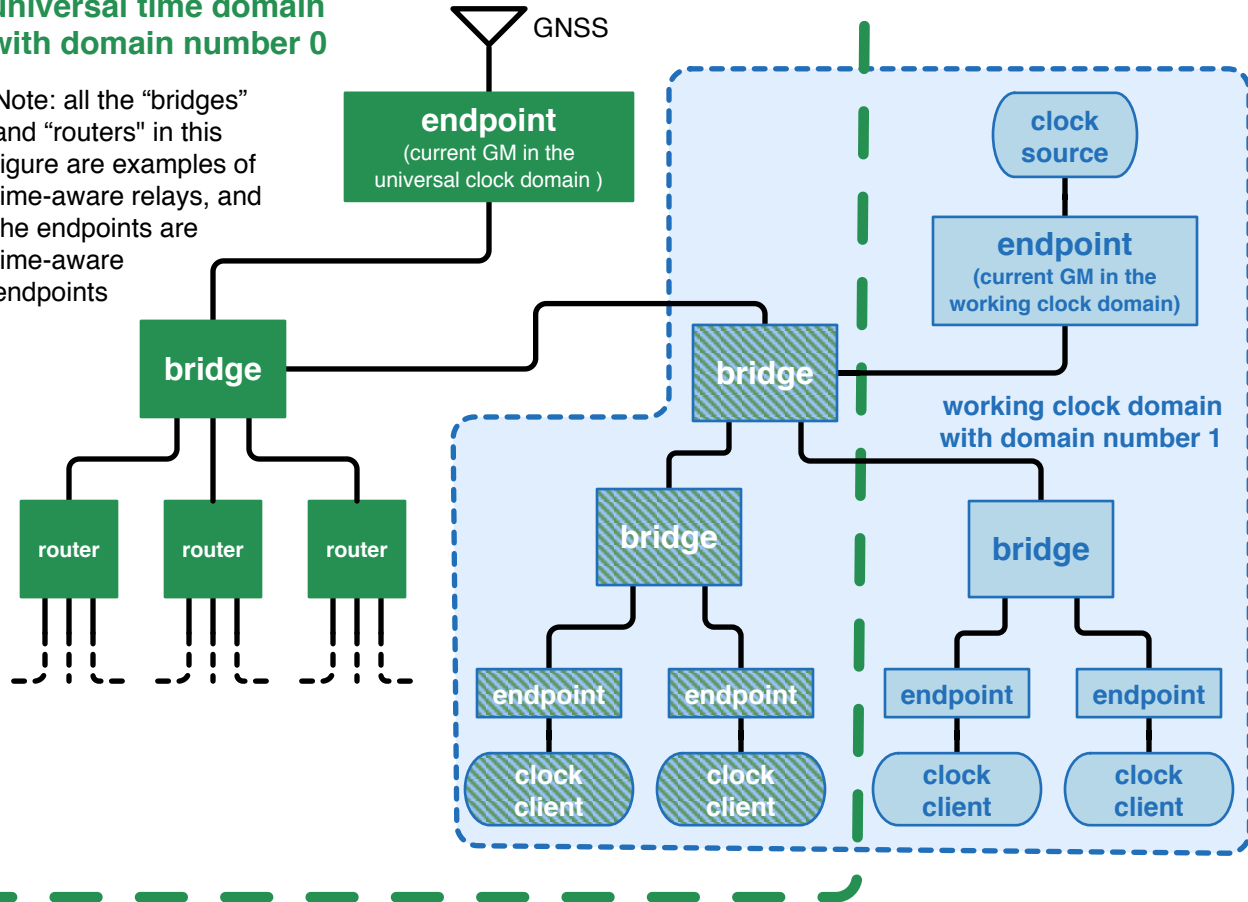 universal time domain
with domain number 0
Note: all the “bridges”
and “routers" in this
figure are examples of
time-aware relays, and
the endpoints are
time-aware
endpoints
GNSS
endpoint
(current GM in the
universal clock domain )
clock
source
endpoint
(current GM in the
working clock domain)
bridge
bridge
working clock domain
with domain number 1
router
router
router
bridge
bridge
endpoint
endpoint
endpoint
endpoint
clock
client
clock
client
clock
client
clock
client